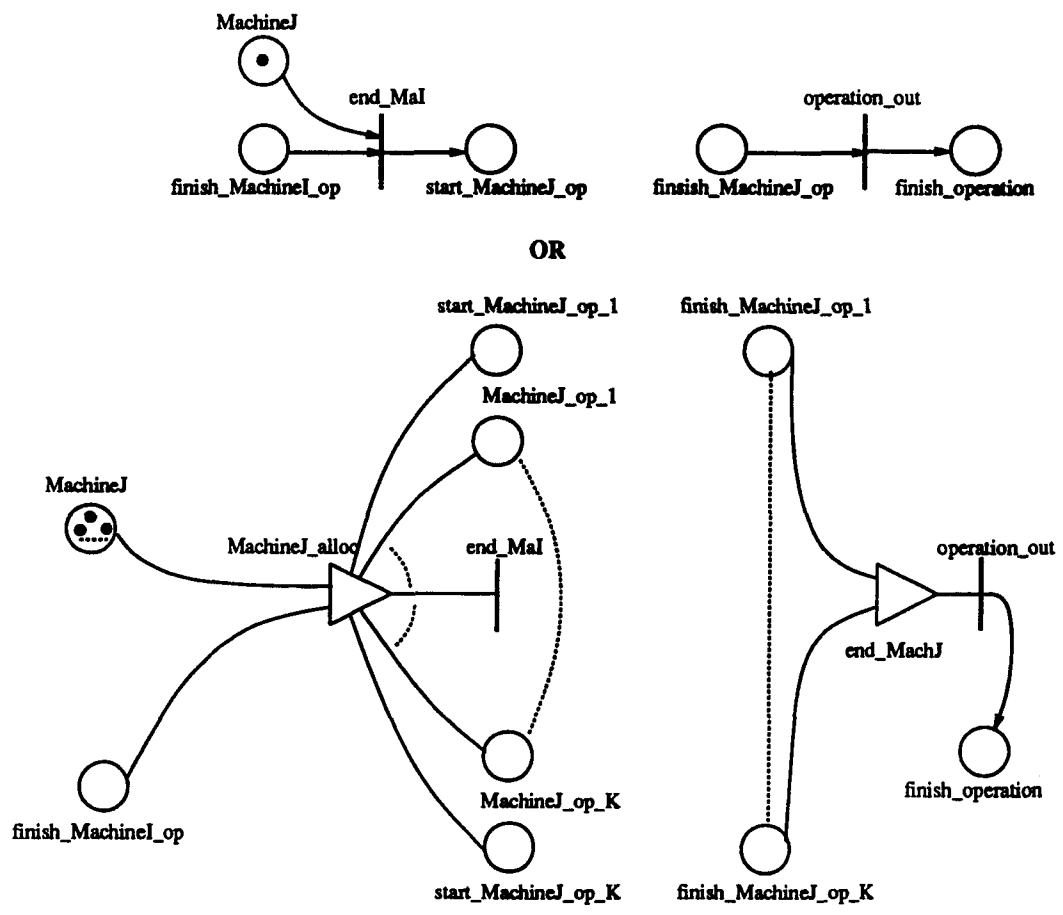 MachineJ
end_MaI
operation_out
finish_MachineI_op
start_MachineJ_op
finsish_MachineJ_op
finish_operation
OR
start_MachineJ_op_1
finish_MachineJ_op_1
MachineJ_op_1
MachineJ
MachineJ_alloc
end_MaI
operation_out
end_MachJ
finish_operation
MachineJ_op_K
finish_MachineI_op
start_MachineJ_op_K
finish_MachineJ_op_K